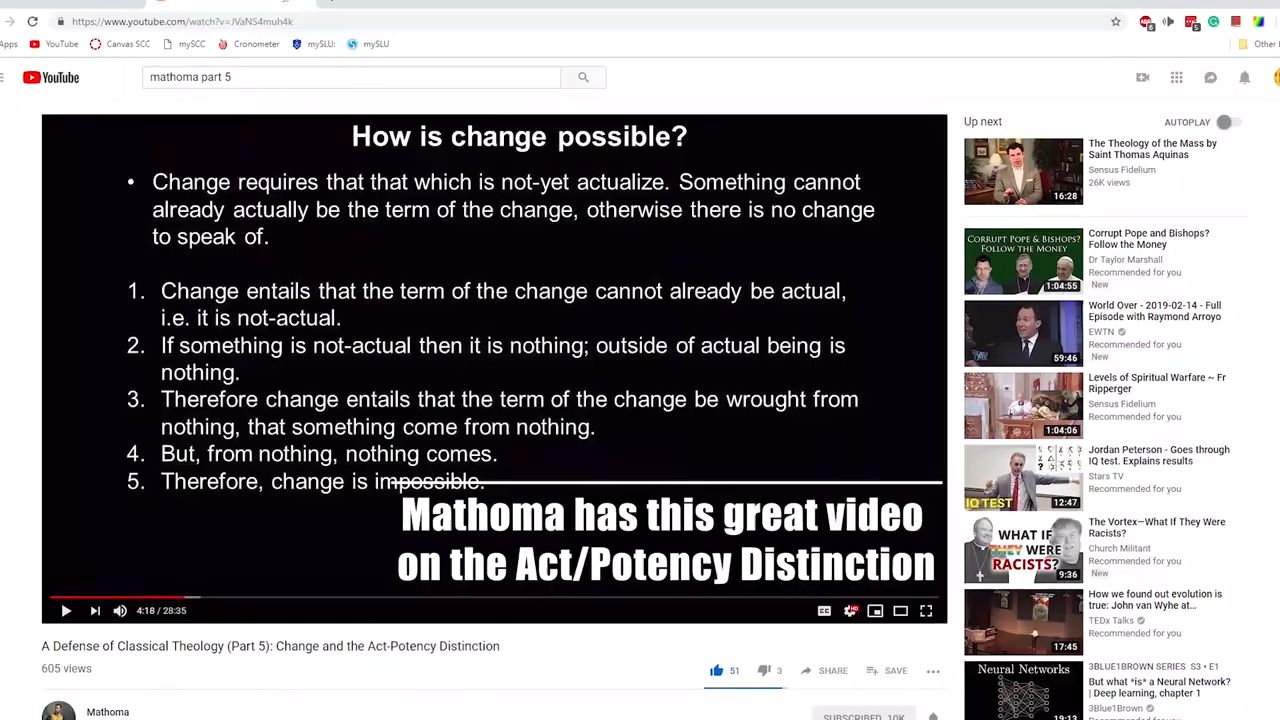 https://www.youtube.com/watch?v=JVaNS4muh4k
Apps
YouTube
Canvas SCC
mySCC
Cronometer
mySLU:
mySLU
Other
YouTube
mathoma part 5
How is change possible?
• Change requires that that which is not-yet actualize. Something cannot
already actually be the term of the change, otherwise there is no change
to speak of.
1. Change entails that the term of the change cannot already be actual,
i.e. it is not-actual.
2. If something is not-actual then it is nothing; outside of actual being is
nothing.
3. Therefore change entails that the term of the change be wrought from
nothing, that something come from nothing.
4. But, from nothing, nothing comes.
5. Therefore, change is impossible.
Mathoma has this great video
on the Act/Potency Distinction
4:18 / 28:35
A Defense of Classical Theology (Part 5): Change and the Act-Potency Distinction
605 views
51
3
SHARE
SAVE
Mathoma
SUBSCRIBED 10K
Up next
AUTOPLAY
The Theology of the Mass by
Saint Thomas Aquinas
Sensus Fidelium
26K views
16:28
CORRUPT POPE & BISHOPS?
FOLLOW THE MONEY
1:04:55
Corrupt Pope and Bishops?
Follow the Money
Dr Taylor Marshall
Recommended for you
New
59:46
World Over - 2019-02-14 - Full
Episode with Raymond Arroyo
EWTN
Recommended for you
New
1:04:06
Levels of Spiritual Warfare ~ Fr
Ripperger
Sensus Fidelium
Recommended for you
IQ TEST
12:47
Jordan Peterson - Goes through
IQ test. Explains results
Stars TV
Recommended for you
WHAT IF
THEY WERE
RACISTS?
9:36
The Vortex—What If They Were
Racists?
Church Militant
Recommended for you
New
17:45
How we found out evolution is
true: John van Wyhe at...
TEDx Talks
Recommended for you
Neural Networks
19:13
3BLUE1BROWN SERIES S3 • E1
But what *is* a Neural Network?
| Deep learning, chapter 1
3Blue1Brown